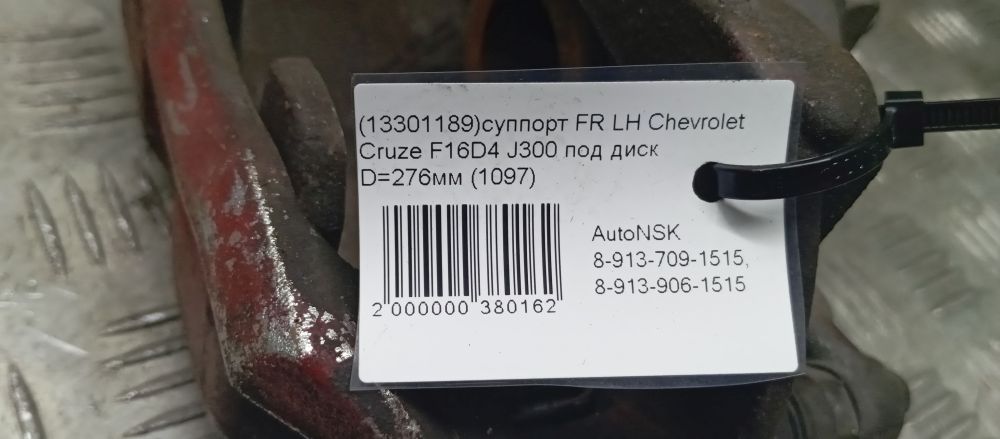 (13301189)суппорт FR LH Chevrolet
Cruze F16D4 J300 под диск
D=276мм (1097)
AutoNSK
8-913-709-1515,
8-913-906-1515
2 000000 380162